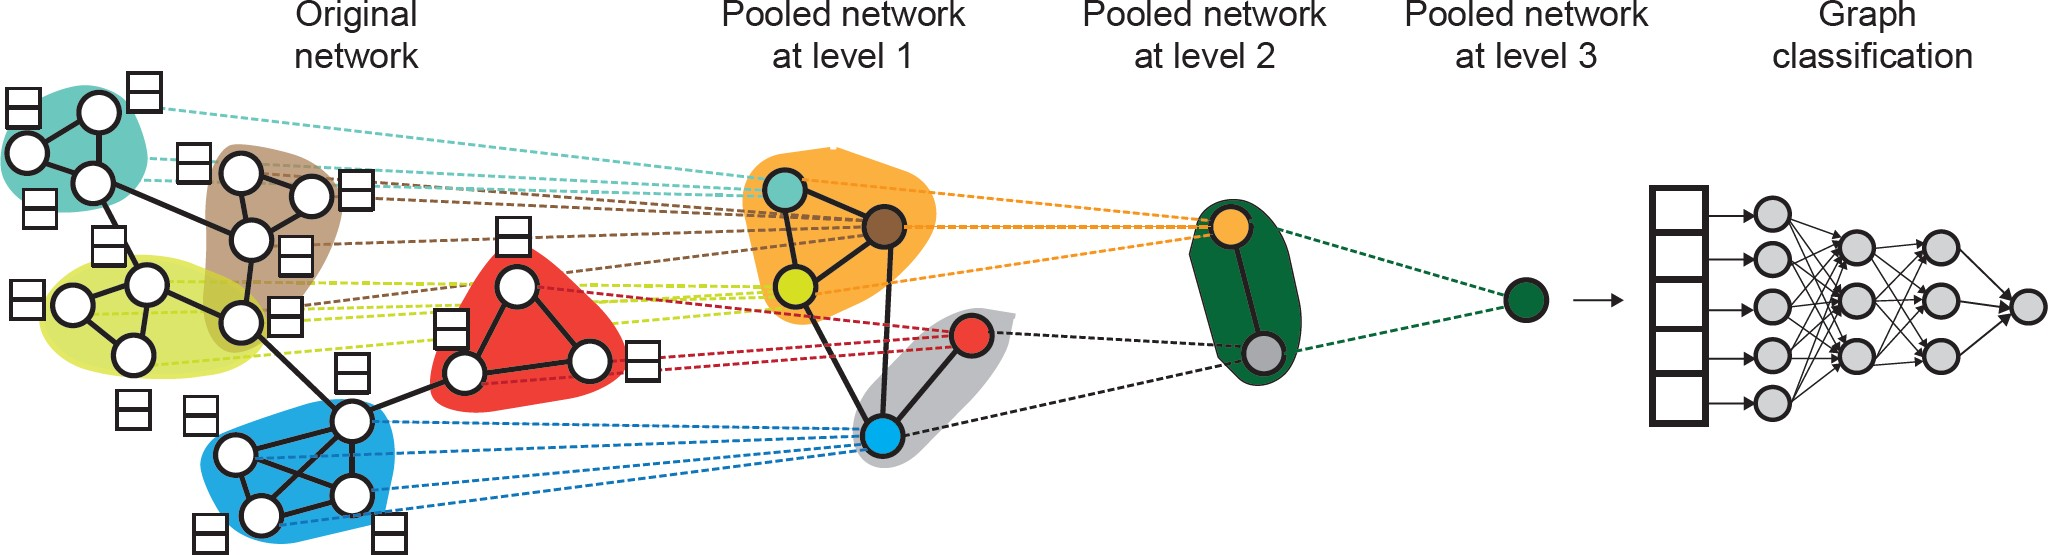 Original
network
Pooled network
at level 1
Pooled network
at level 2
Pooled network
at level 3
Graph
classification